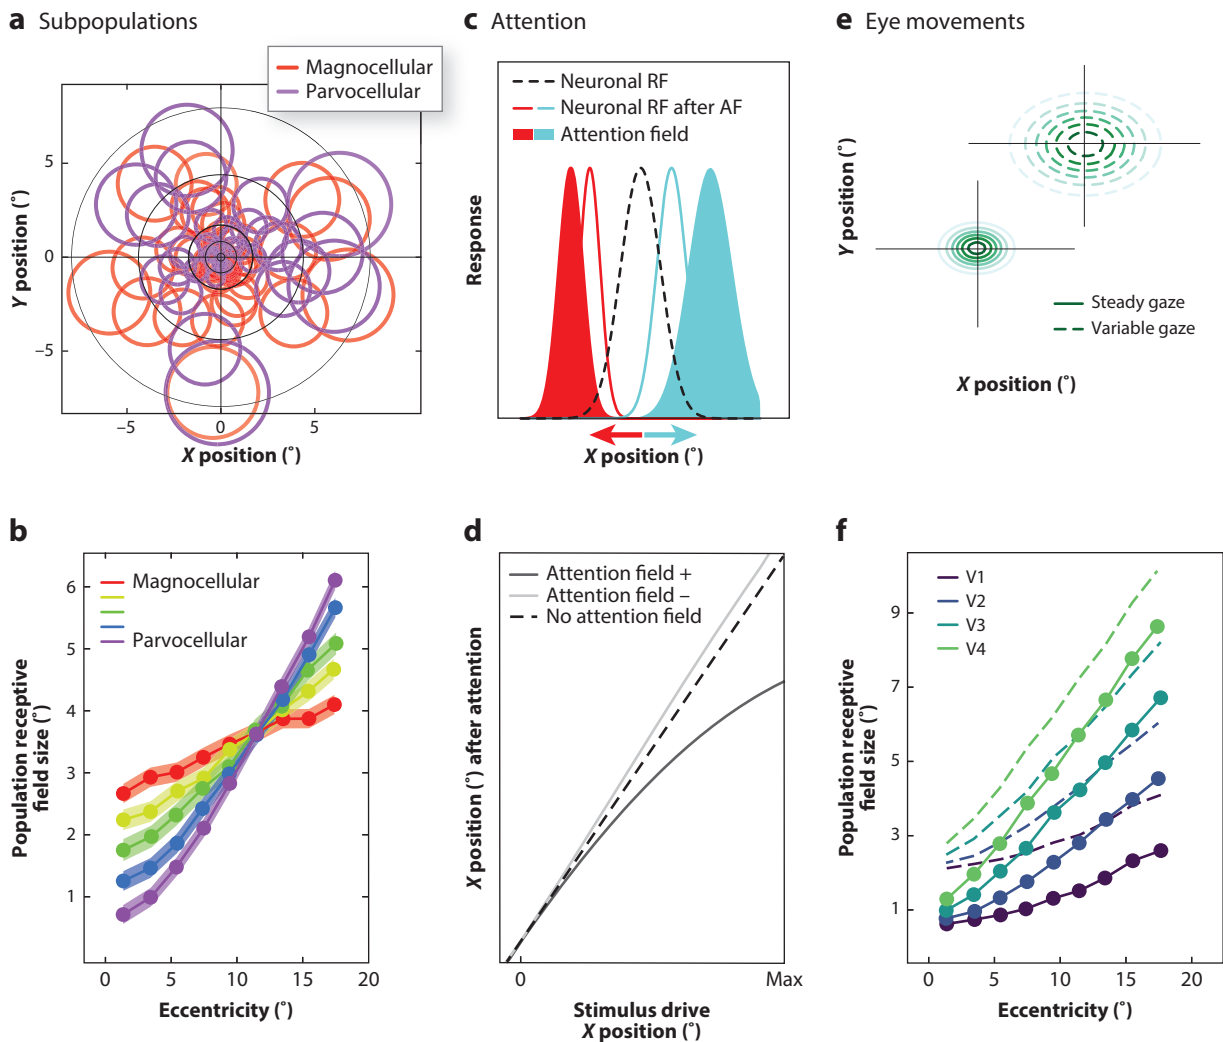 a Subpopulations
Magnocellular
Parvocellular
5
0
−5
Y position (°)
−5
0
5
X position (°)
b
Magnocellular
Parvocellular
6
5
4
3
2
1
Population receptive
field size (°)
0
5
10
15
20
Eccentricity (°)
c Attention
Neuronal RF
Neuronal RF after AF
Attention field
Response
X position (°)
d
Attention field +
Attention field −
No attention field
X position (°) after attention
0
Max
Stimulus drive
X position (°)
e Eye movements
Y position (°)
Steady gaze
Variable gaze
X position (°)
f
V1
V2
V3
V4
9
7
5
3
1
Population receptive
field size (°)
0
5
10
15
20
Eccentricity (°)